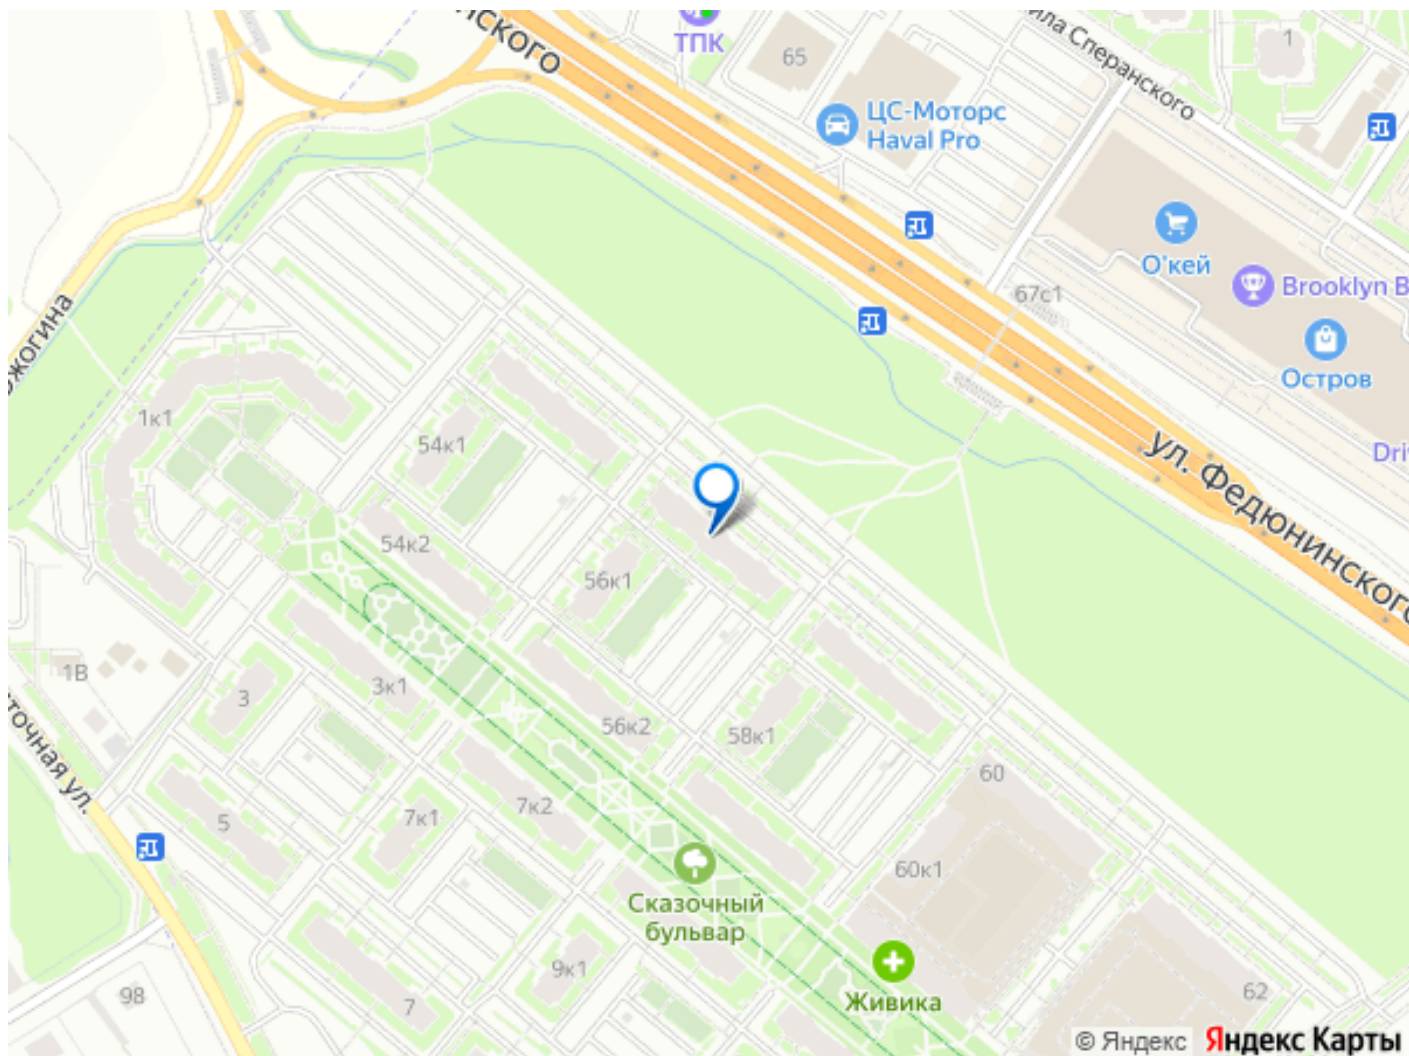 ТПК
65
1
ила Сперанского
нского
ЦС-Моторс
Haval Pro
О'кей
67с1
Brooklyn B
Остров
Dri
ул. Федюнинского
ожогина
1к1
54к1
54к2
56к1
1В
3
3к1
56к2
58к1
60
точная ул.
5
7к1
7к2
60к1
Сказочный
бульвар
9к1
7
98
Живика
62
© Яндекс
Яндекс Карты